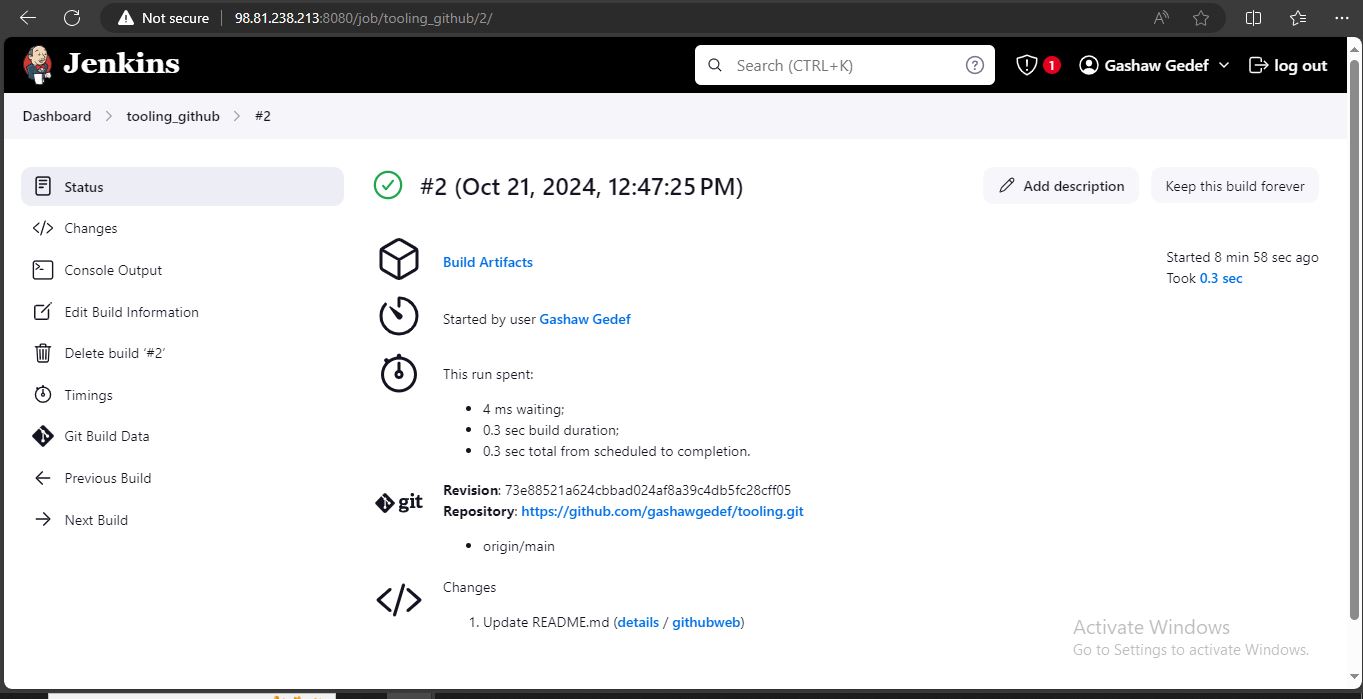 Not secure 98.81.238.213:8080/job/tooling_github/2/
Jenkins
Search (CTRL+K)
1
Gashaw Gedef
log out
Dashboard > tooling_github > #2
Status
Changes
Console Output
Edit Build Information
Delete build ‘#2’
Timings
Git Build Data
Previous Build
Next Build
#2 (Oct 21, 2024, 12:47:25 PM)
Add description
Keep this build forever
Build Artifacts
Started 8 min 58 sec ago
Took 0.3 sec
Started by user Gashaw Gedef
This run spent:
• 4 ms waiting;
• 0.3 sec build duration;
• 0.3 sec total from scheduled to completion.
git
Revision: 73e88521a624cbbad024af8a39c4db5fc28cff05
Repository: https://github.com/gashawgedef/tooling.git
• origin/main
Changes
1. Update README.md (details / githubweb)
Activate Windows
Go to Settings to activate Windows.